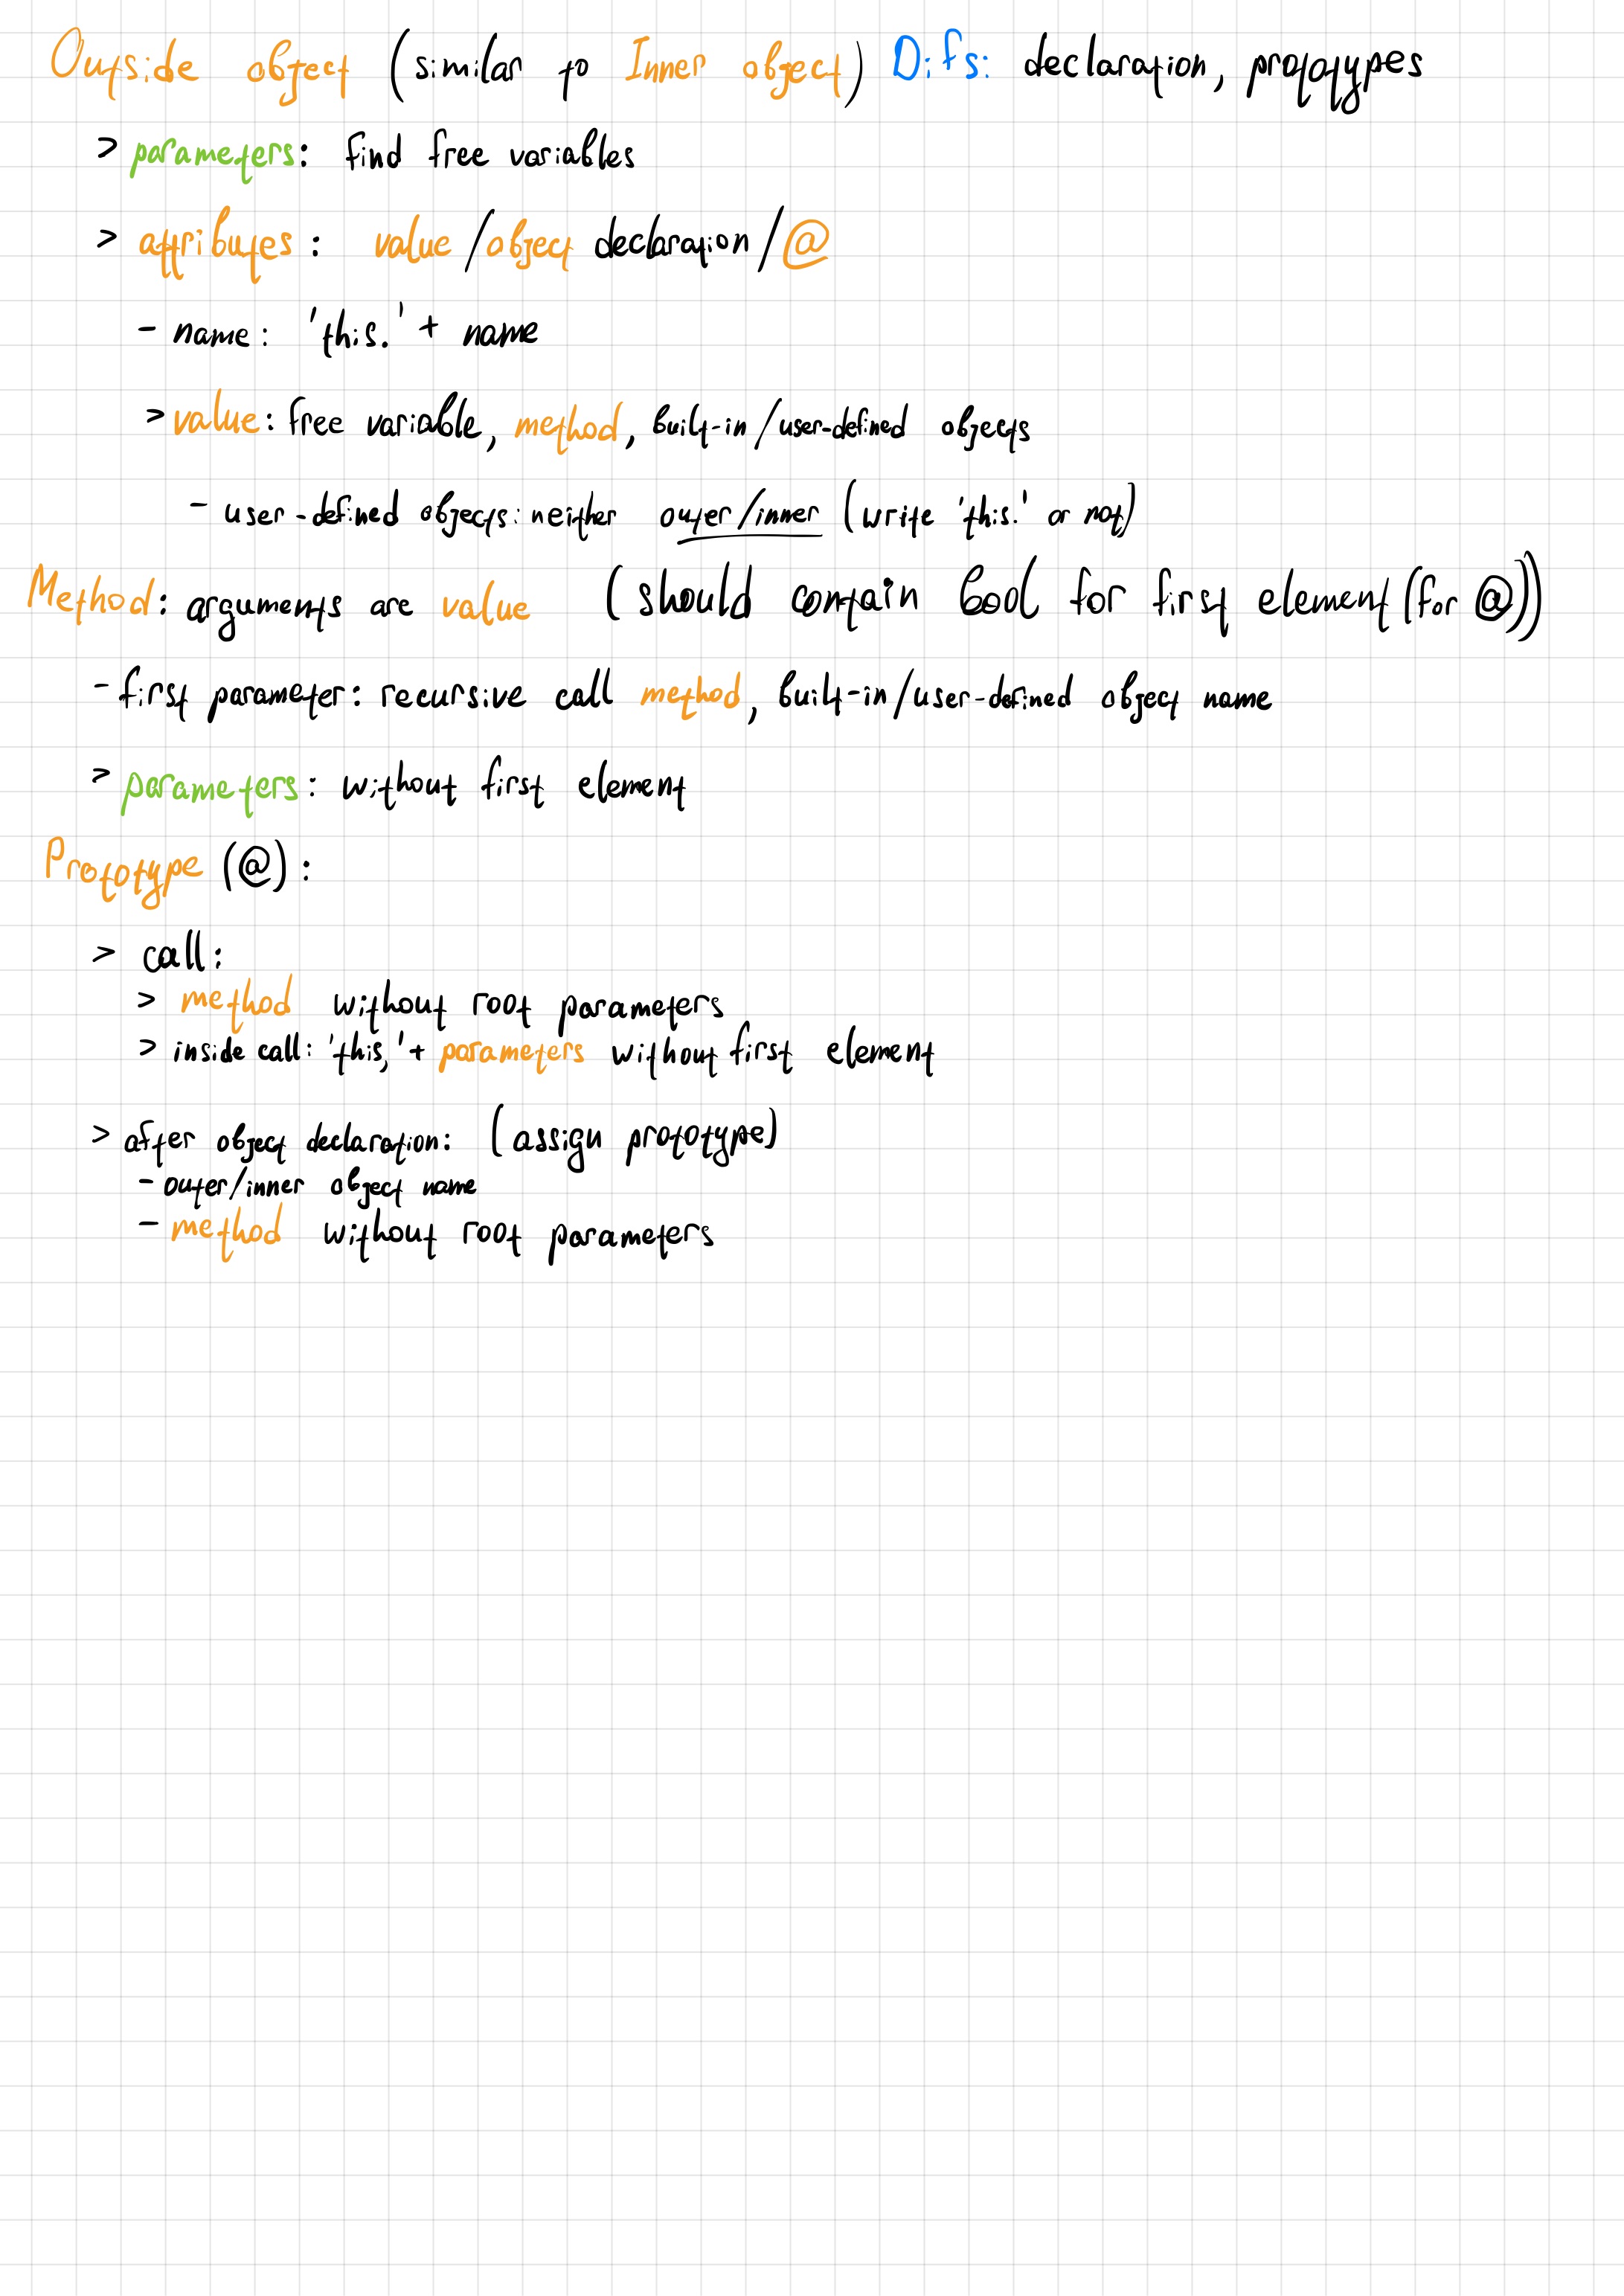 Outside object (similar to Inner object) Difs: declaration, prototypes
> parameters: find free variables
> attributes: value/object declaration/@
- name: 'this.' + name
> value: free variable, method, built-in/user-defined objects
- user-defined objects: neither outer/inner (write 'this.' or not)
Method: arguments are value (should contain bool for first element (for @))
- first parameter: recursive call method, built-in/user-defined object name
> parameters: without first element
Prototype (@):
> call:
> method without root parameters
> inside call: 'this,' + parameters without first element
> after object declaration: (assign prototype)
- outer/inner object name
- method without root parameters